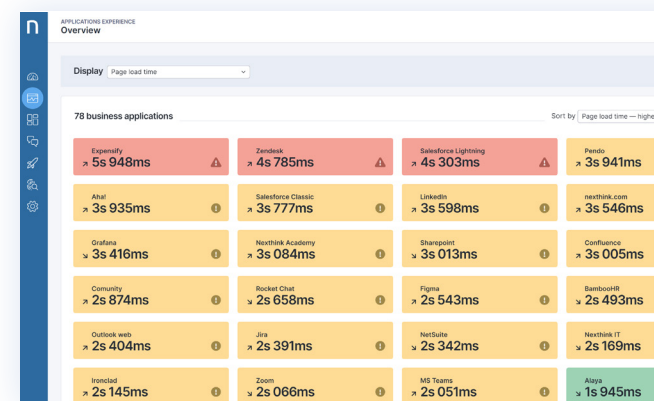 n
APPLICATIONS EXPERIENCE
Overview
Display Page load time
78 business applications
Sort by Page load time — highe
Expensify
5s 948ms
Zendesk
4s 785ms
Salesforce Lightning
4s 303ms
Pendo
3s 941ms
Aha!
3s 935ms
Salesforce Classic
3s 777ms
LinkedIn
3s 598ms
nexthink.com
3s 546ms
Grafana
3s 416ms
Nexthink Academy
3s 084ms
Sharepoint
3s 013ms
Confluence
3s 005ms
Comunity
2s 874ms
Rocket Chat
2s 658ms
Figma
2s 543ms
BambooHR
2s 493ms
Outlook web
2s 404ms
Jira
2s 391ms
NetSuite
2s 342ms
Nexthink IT
2s 169ms
Ironclad
2s 145ms
Zoom
2s 066ms
MS Teams
2s 051ms
Alaya
1s 945ms